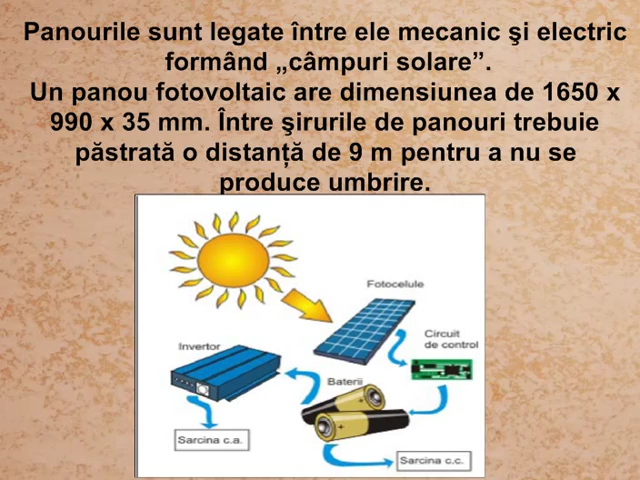 Panourile sunt legate între ele mecanic şi electric
formând „câmpuri solare”.
Un panou fotovoltaic are dimensiunea de 1650 x
990 x 35 mm. Între şirurile de panouri trebuie
păstrată o distanță de 9 m pentru a nu se
produce umbrire.
Fotocelule
Circuit
de control
Invertor
Baterii
Sarcina c.a.
Sarcina c.c.